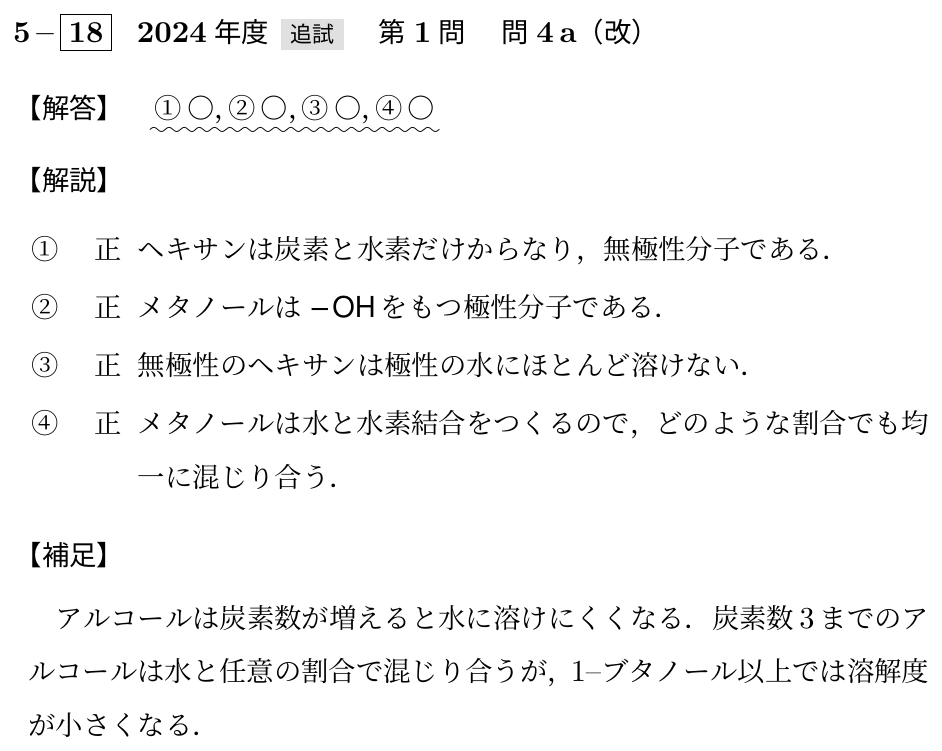 5–18 2024年度 追試 第1問 問4a（改）
【解答】 ①○,②○,③○,④○
【解説】
① 正 ヘキサンは炭素と水素だけからなり，無極性分子である．
② 正 メタノールは –OHをもつ極性分子である．
③ 正 無極性のヘキサンは極性の水にほとんど溶けない．
④ 正 メタノールは水と水素結合をつくるので，どのような割合でも均
一に混じり合う．
【補足】
アルコールは炭素数が増えると水に溶けにくくなる．炭素数3までのア
ルコールは水と任意の割合で混じり合うが，1–ブタノール以上では溶解度
が小さくなる．